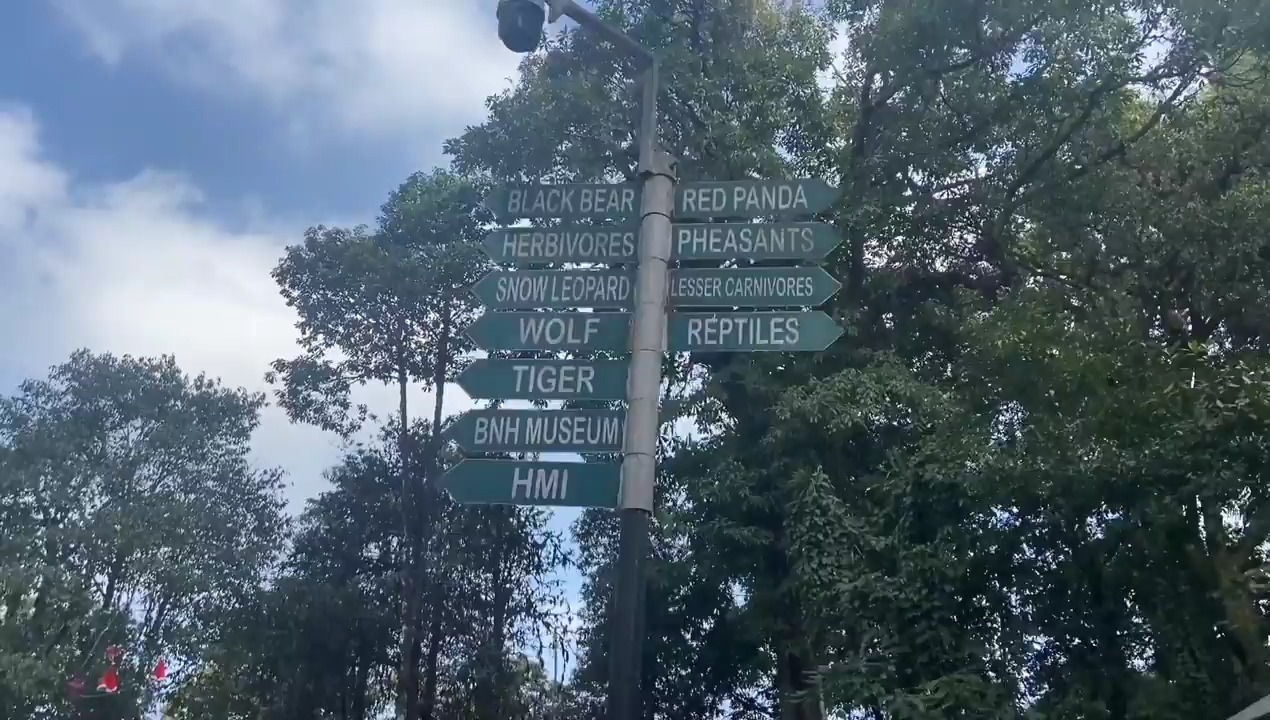 BLACK BEAR
HERBIVORES
SNOW LEOPARD
WOLF
TIGER
BNH MUSEUM
HMI
RED PANDA
PHEASANTS
LESSER CARNIVORES
REPTILES